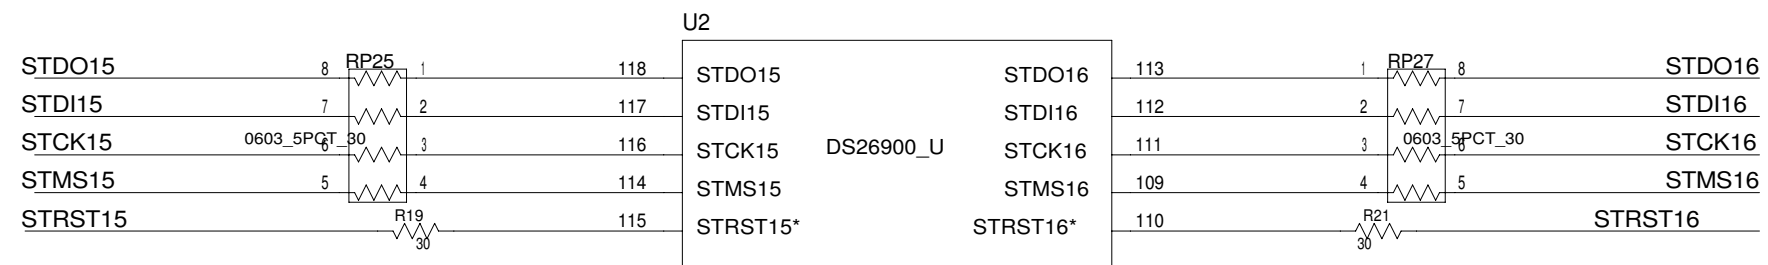 U2
STDO15 8 RP25 1 118 STDO15 STDO16 113 1 RP27 8 STDO16
STDI15 7 2 117 STDI15 STDI16 112 2 7 STDI16
STCK15 0603_5PCT_30 6 3 116 STCK15 DS26900_U STCK16 111 3 0603_5PCT_30 6 STCK16
STMS15 5 4 114 STMS15 STMS16 109 4 5 STMS16
STRST15 R19 30 115 STRST15* STRST16* 110 R21 30 STRST16